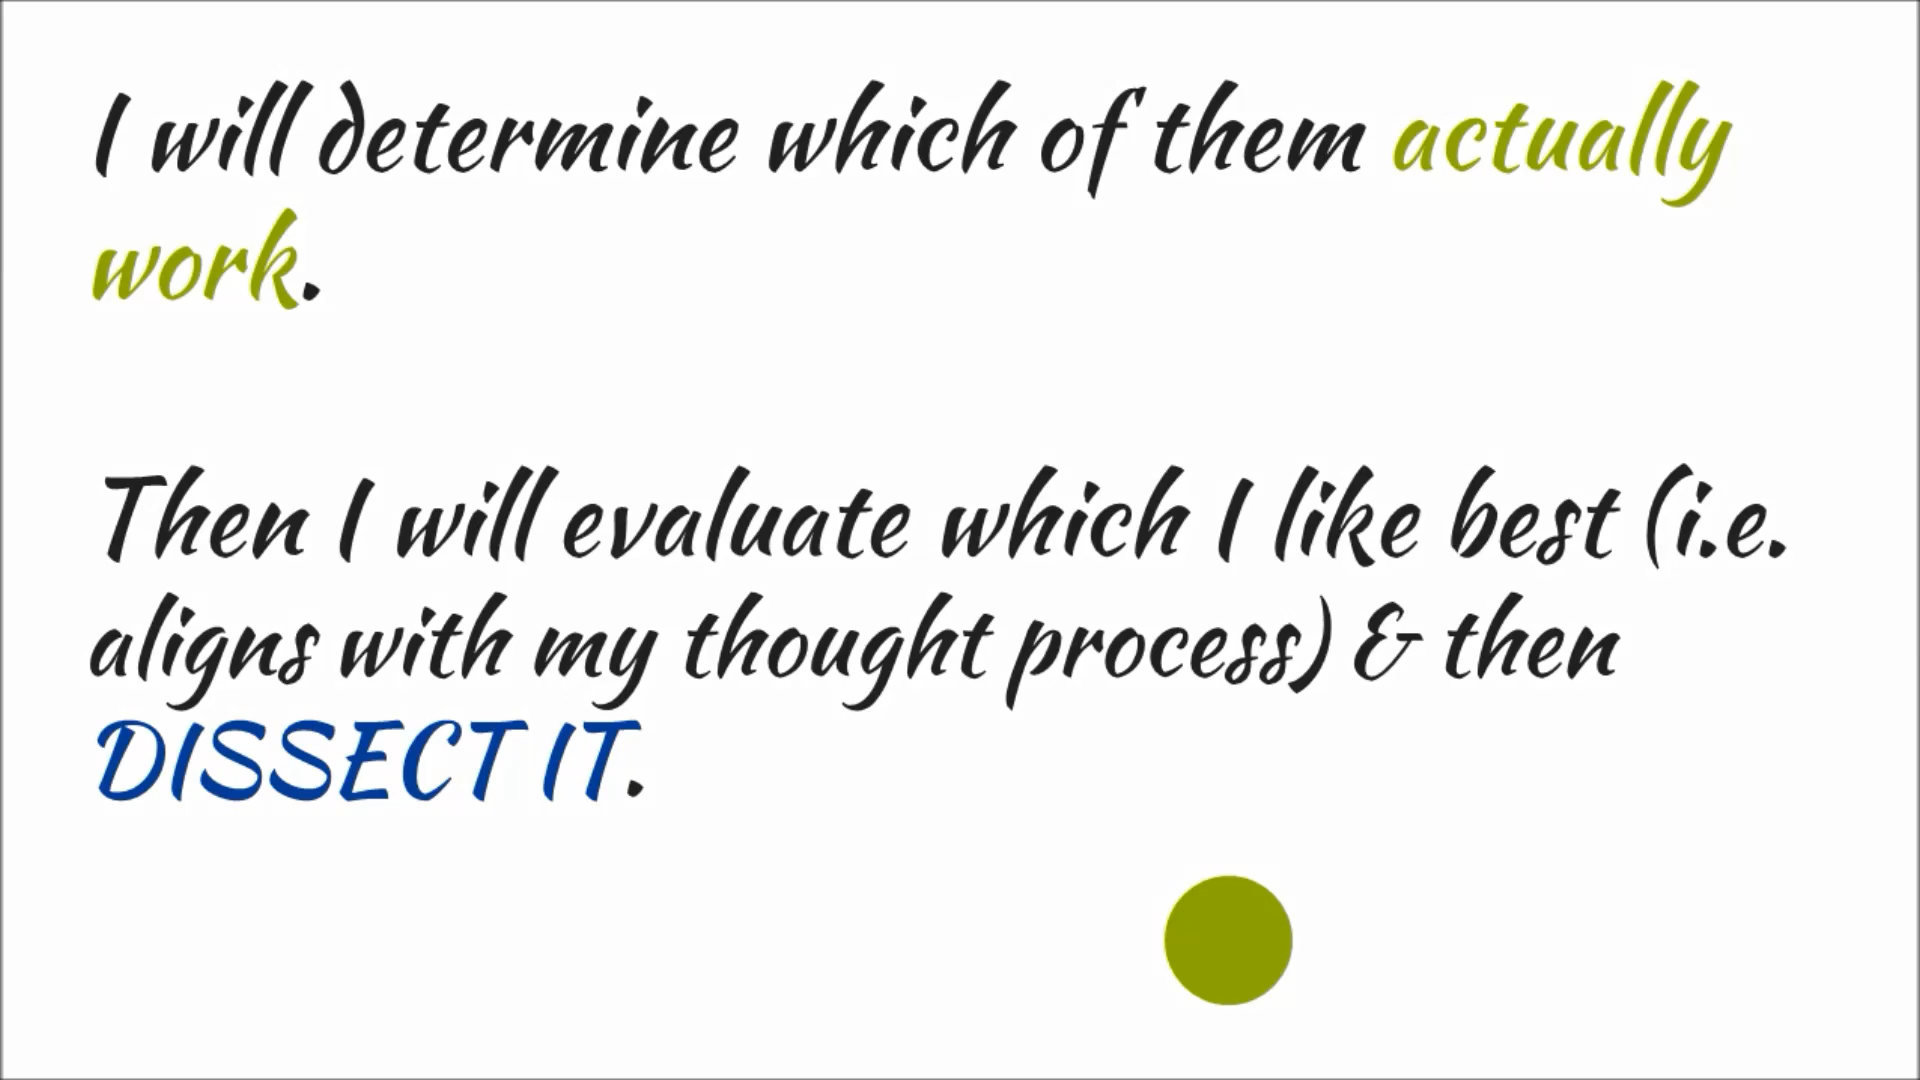 I will determine which of them actually
work.
Then I will evaluate which I like best (i.e.
aligns with my thought process) & then
DISSECT IT.